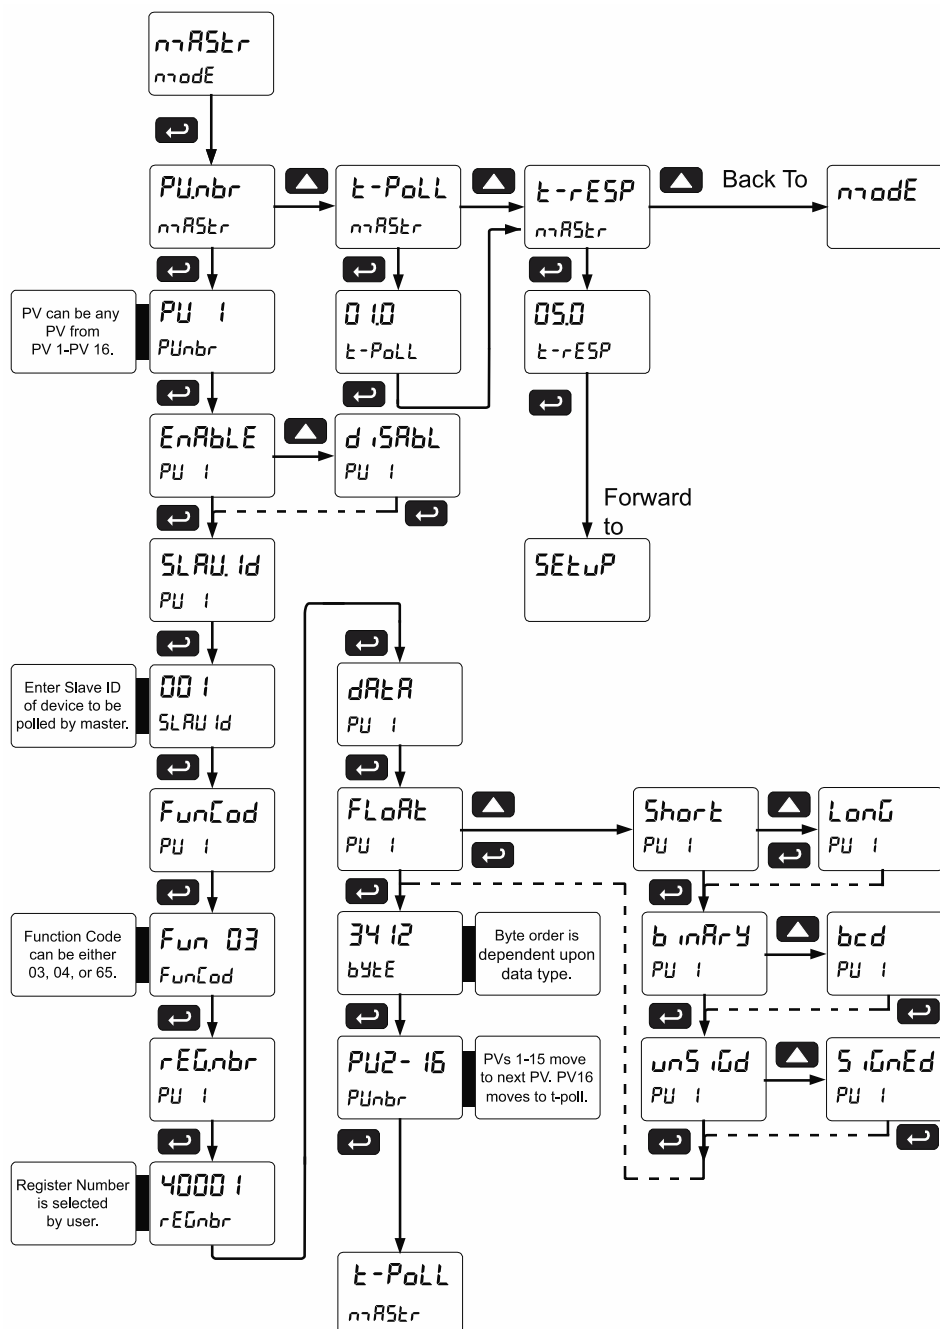 mAStr
modE
PV.nbr
mAStr
t-PoLL
mAStr
t-rESP
mAStr
Back To
modE
PV can be any
PV from
PV 1-PV 16.
PV 1
PVnbr
01.0
t-PoLL
05.0
t-rESP
EnAbLE
PV 1
diSAbL
PV 1
Forward
to
SLAV.Id
PV 1
SEtuP
Enter Slave ID
of device to be
polled by master.
001
SLAV Id
dAtA
PV 1
FunCod
PV 1
FLoAt
PV 1
Short
PV 1
LonG
PV 1
Function Code
can be either
03, 04, or 65.
Fun 03
FunCod
3412
bytE
Byte order is
dependent upon
data type.
binAry
PV 1
bcd
PV 1
rEG.nbr
PV 1
PV2-16
PVnbr
PVs 1-15 move
to next PV. PV16
moves to t-poll.
unSiGd
PV 1
SiGnEd
PV 1
Register Number
is selected
by user.
40001
rEGnbr
t-PoLL
mAStr